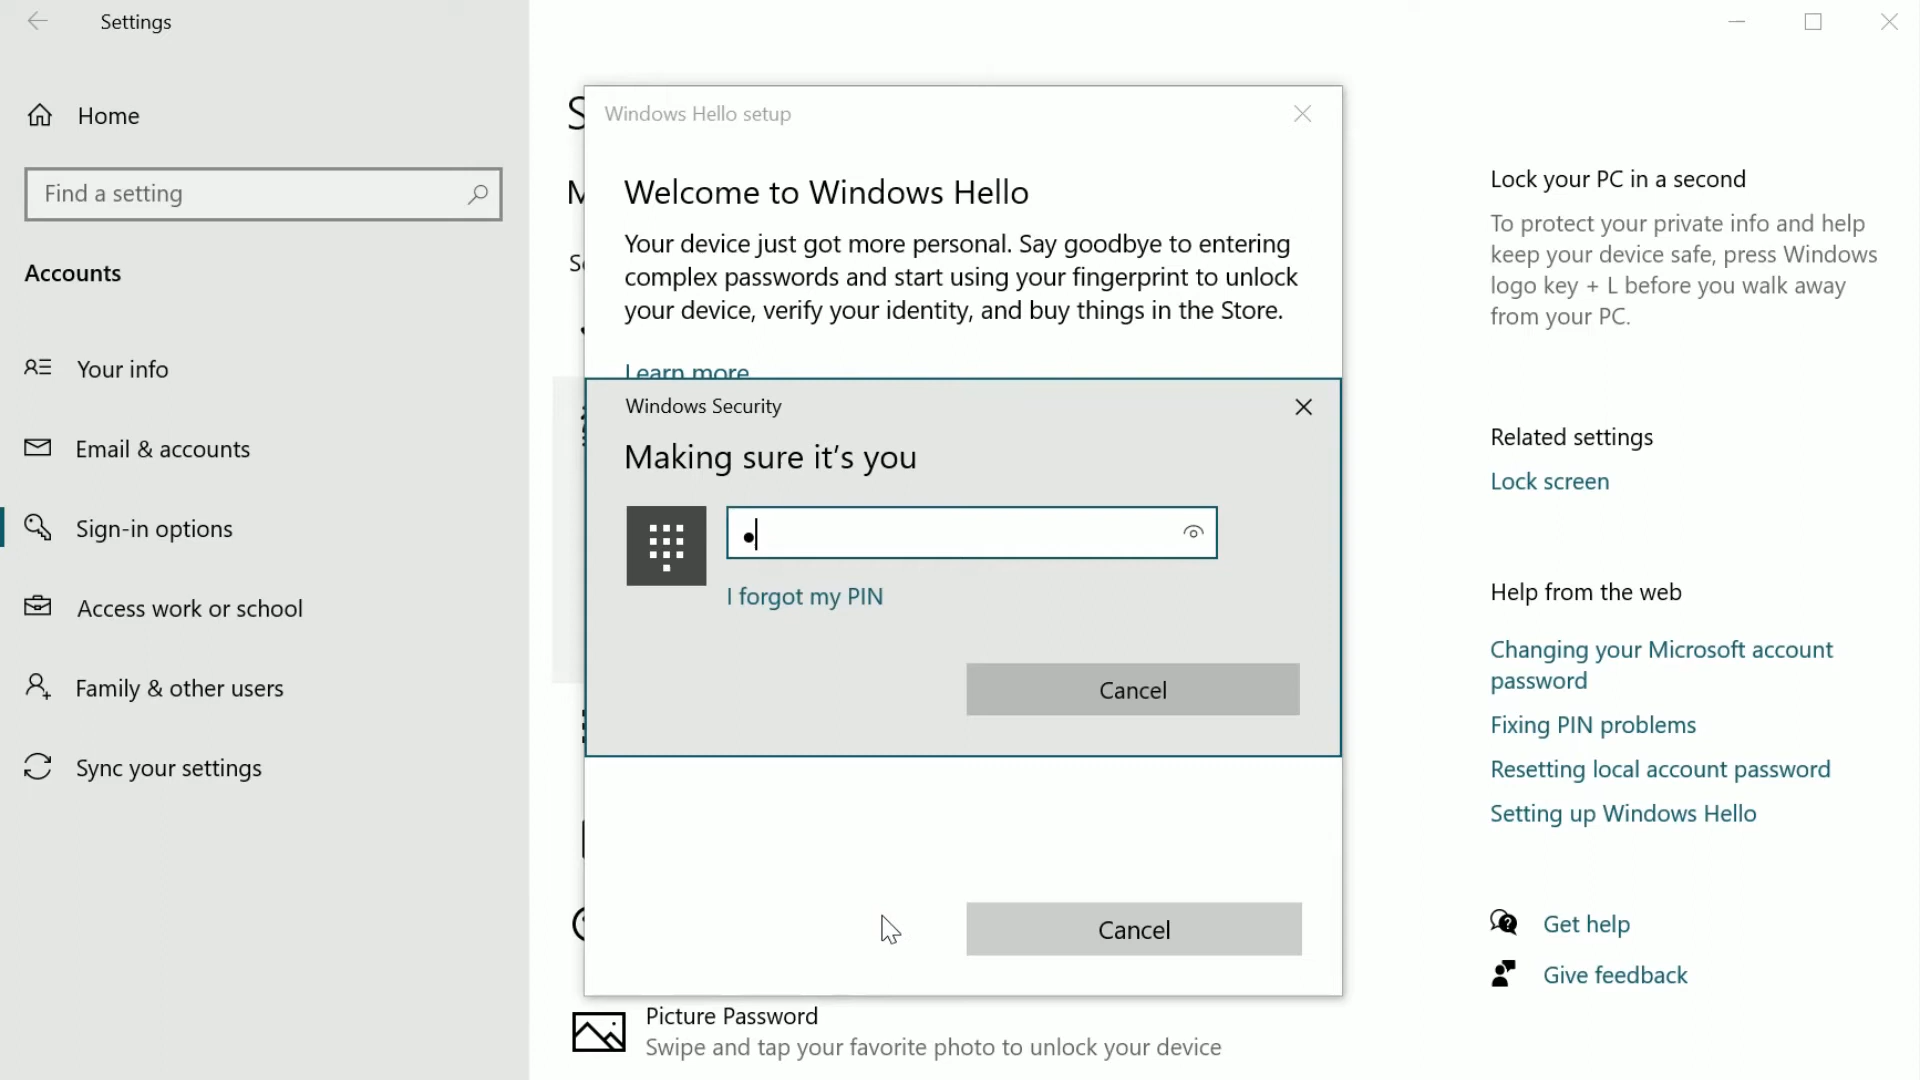 Settings
Home
Find a setting
Accounts
Your info
Email & accounts
Sign-in options
Access work or school
Family & other users
Sync your settings
Windows Hello setup
Welcome to Windows Hello
Your device just got more personal. Say goodbye to entering
complex passwords and start using your fingerprint to unlock
your device, verify your identity, and buy things in the Store.
Learn more
Windows Security
Making sure it's you
I forgot my PIN
Cancel
Cancel
Picture Password
Swipe and tap your favorite photo to unlock your device
Lock your PC in a second
To protect your private info and help
keep your device safe, press Windows
logo key + L before you walk away
from your PC.
Related settings
Lock screen
Help from the web
Changing your Microsoft account
password
Fixing PIN problems
Resetting local account password
Setting up Windows Hello
Get help
Give feedback